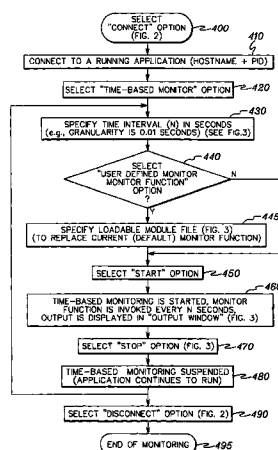 SELECT
"CONNECT" OPTION
(FIG. 2)
400
410
CONNECT TO A RUNNING APPLICATION (HOSTNAME + PID)
SELECT "TIME-BASED MONITOR" OPTION
420
430
SPECIFY TIME INTERVAL (N) IN SECONDS
(e.g., GRANULARITY IS 0.01 SECONDS) (SEE FIG.3)
440
SELECT
"USER DEFINED MONITOR
MONITOR FUNCTION"
OPTION
?
N
Y
445
SPECIFY LOADABLE MODULE FILE (FIG. 3)
(TO REPLACE CURRENT (DEFAULT) MONITOR FUNCTION)
SELECT "START" OPTION
450
460
TIME-BASED MONITORING IS STARTED, MONITOR
FUNCTION IS INVOKED EVERY N SECONDS,
OUTPUT IS DISPLAYED IN "OUTPUT WINDOW" (FIG. 3)
SELECT "STOP" OPTION (FIG. 3)
470
TIME-BASED MONITORING SUSPENDED
(APPLICATION CONTINUES TO RUN)
480
SELECT "DISCONNECT" OPTION (FIG. 2)
490
END OF MONITORING
495